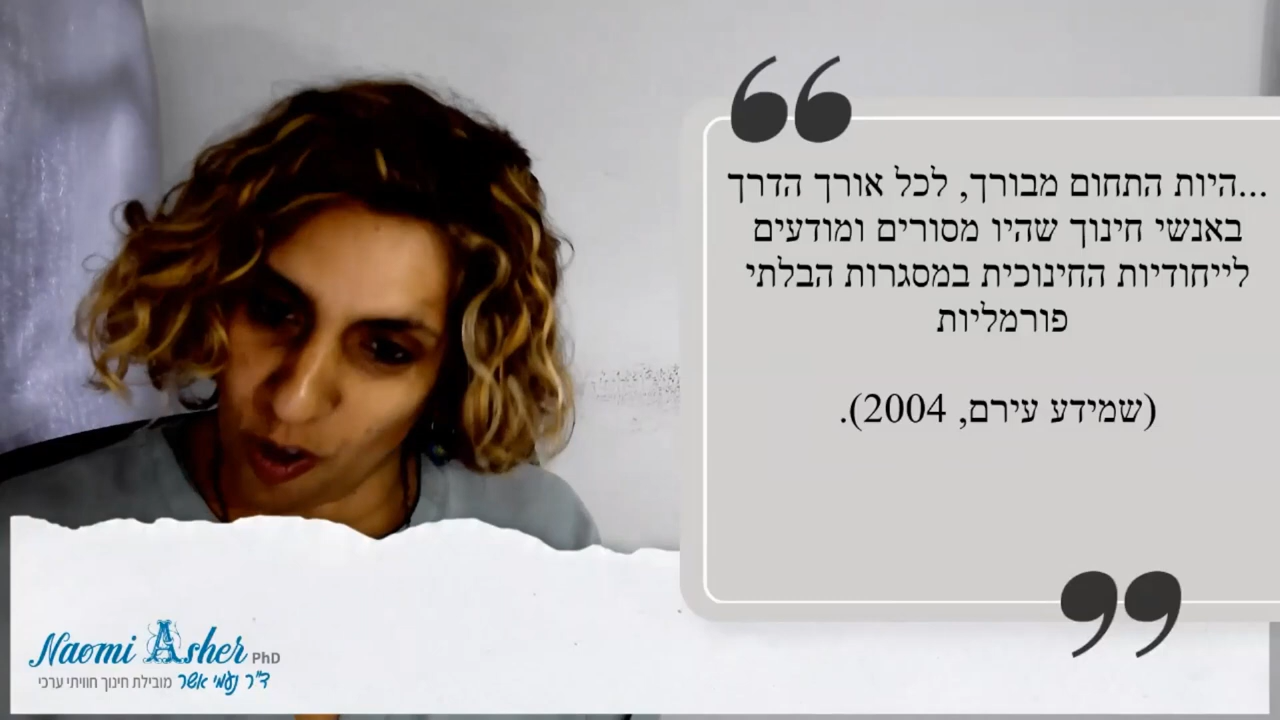 ...היות התחום מבורך, לכל אורך הדרך
באנשי חינוך שהיו מסורים ומודעים
לייחודיות החינוכית במסגרות הבלתי
פורמליות
(שמידע עירם, 2004).
Naomi Asher PhD
ד"ר נעמי אשר מובילת חינוך חוויתי ערכי